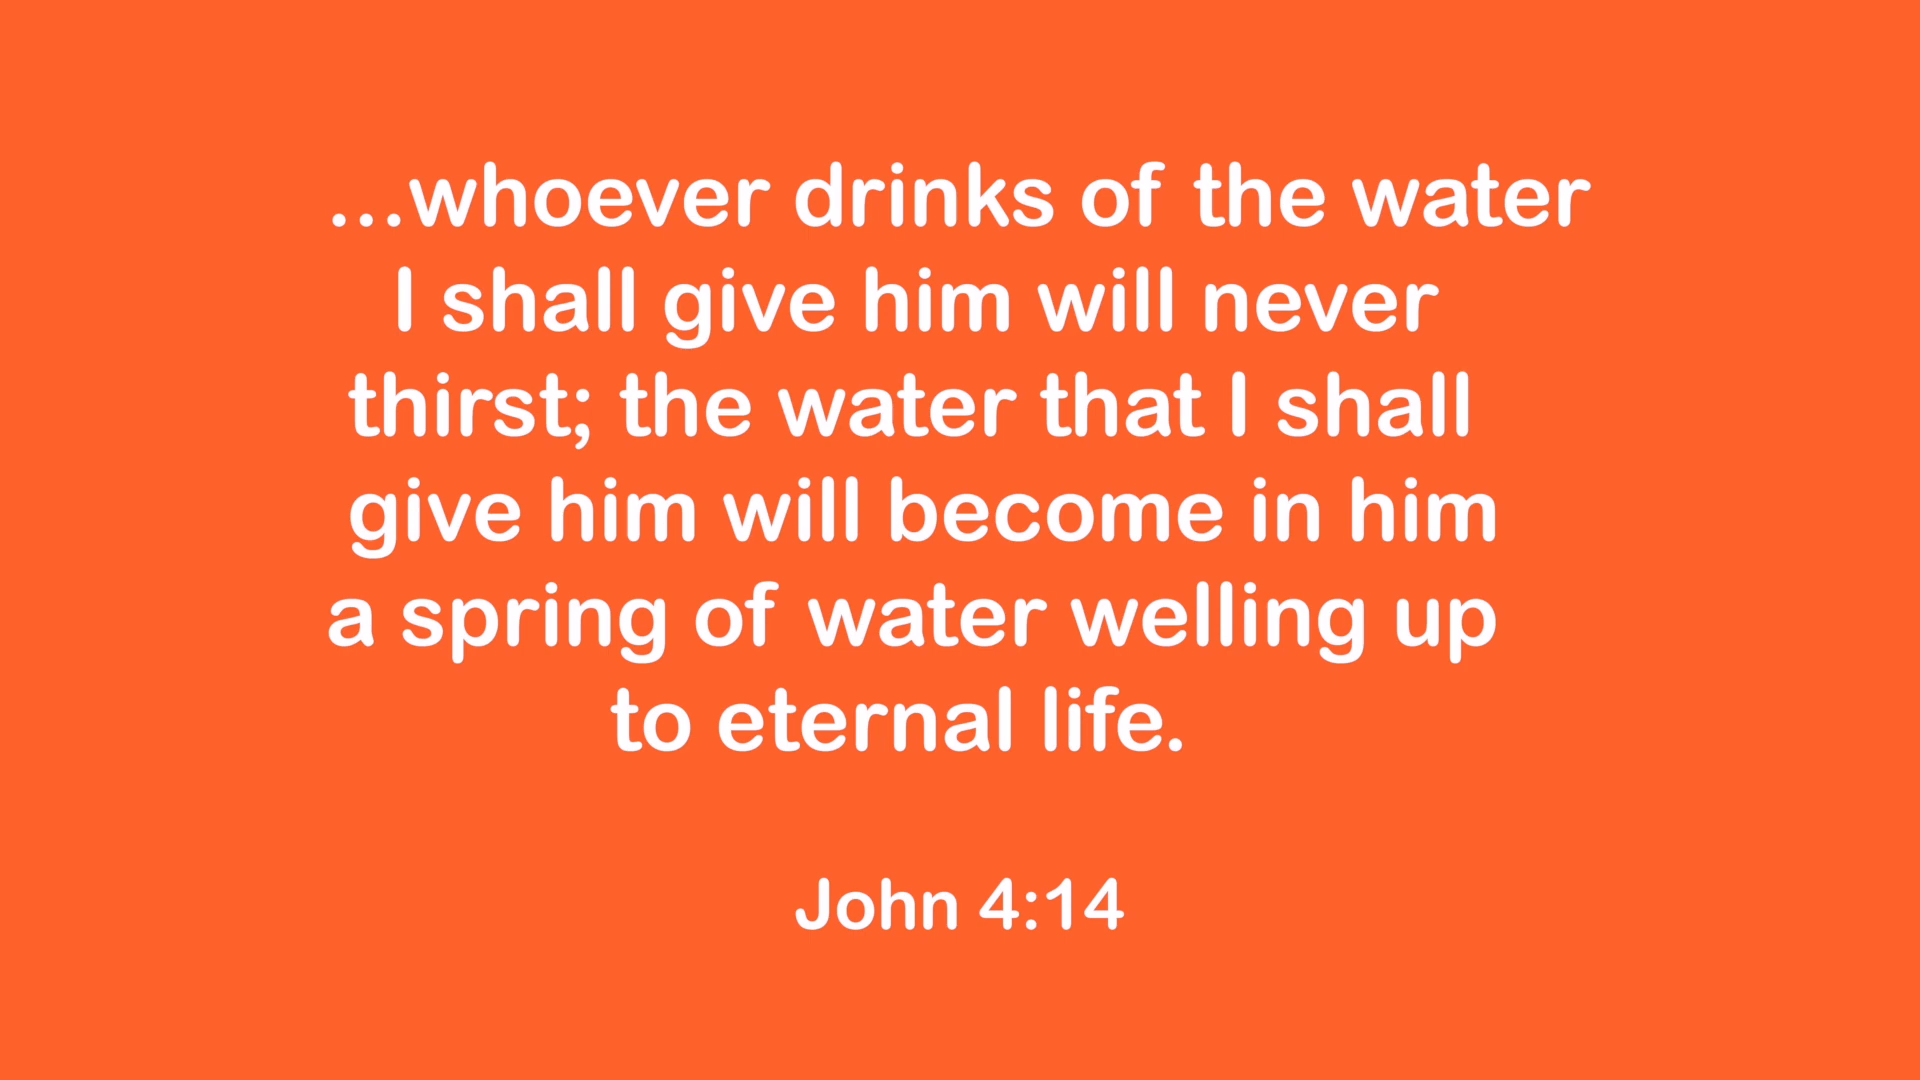 ...whoever drinks of the water
I shall give him will never
thirst; the water that I shall
give him will become in him
a spring of water welling up
to eternal life.
John 4:14